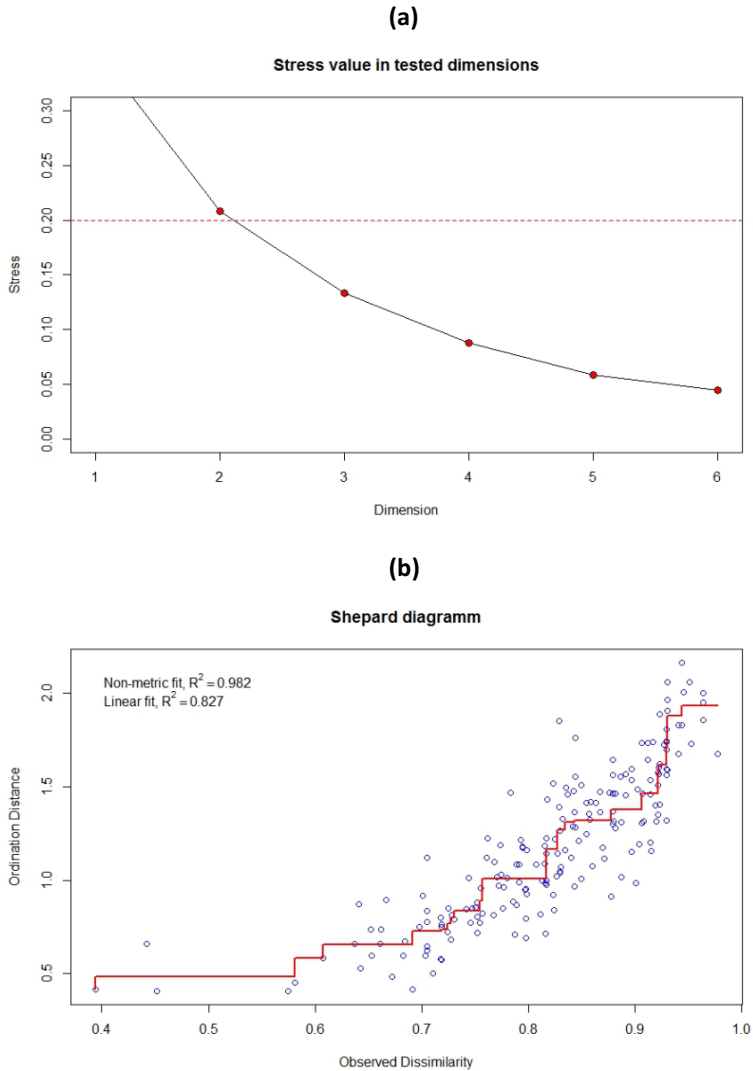 (a)
Stress value in tested dimensions
0.30
0.25
0.20
0.15
0.10
0.05
0.00
Stress
1 2 3 4 5 6
Dimension
(b)
Shepard diagramm
Non-metric fit, R² = 0.982
Linear fit, R² = 0.827
2.0
1.5
1.0
0.5
Ordination Distance
0.4 0.5 0.6 0.7 0.8 0.9 1.0
Observed Dissimilarity